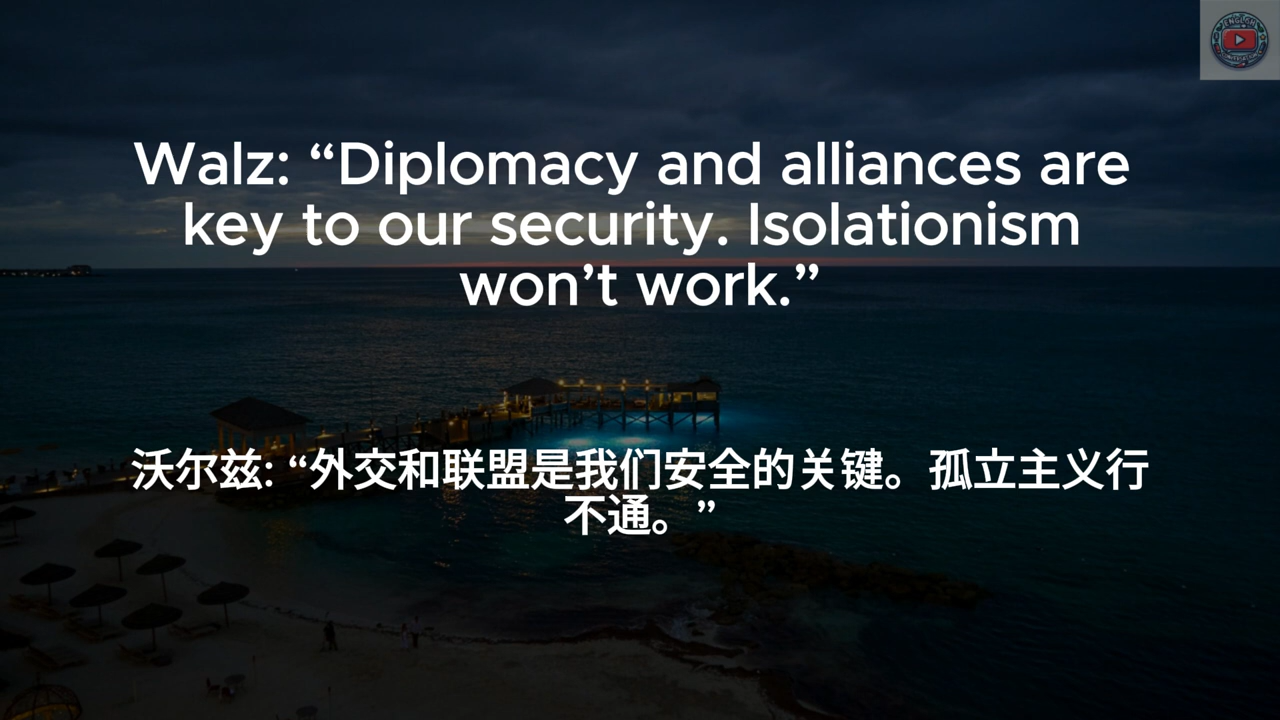 Walz: “Diplomacy and alliances are
key to our security. Isolationism
won’t work.”
沃尔兹: “外交和联盟是我们安全的关键。孤立主义行
不通。”